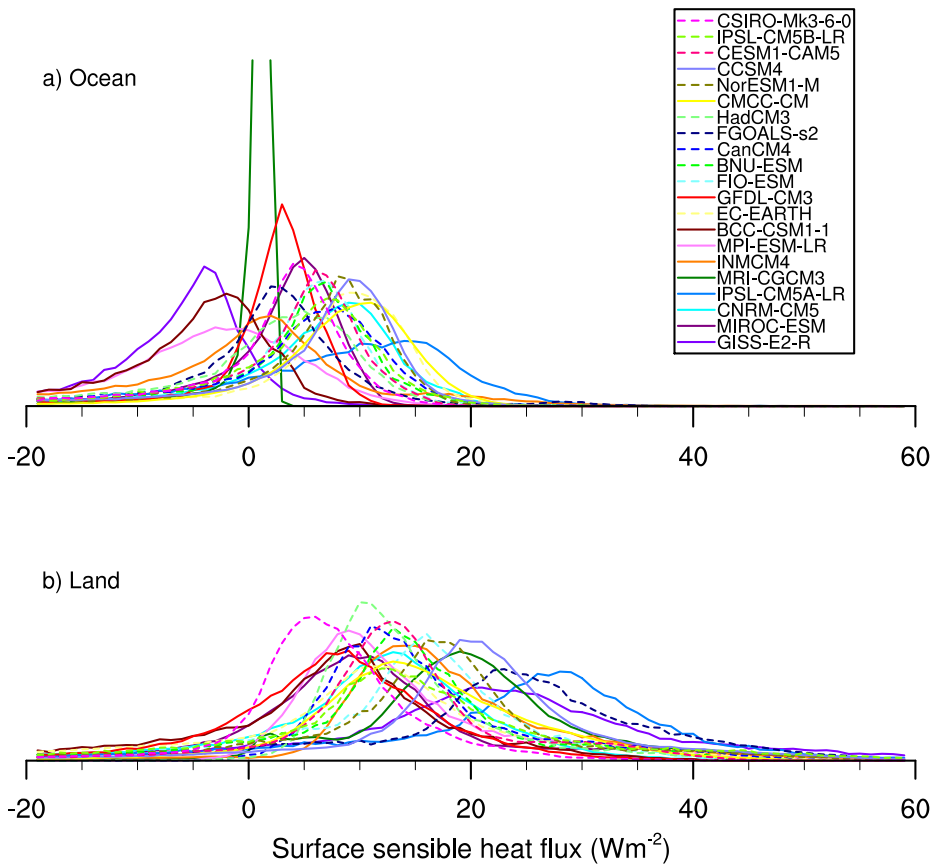 CSIRO-Mk3-6-0
IPSL-CM5B-LR
CESM1-CAM5
CCSM4
NorESM1-M
CMCC-CM
HadCM3
FGOALS-s2
CanCM4
BNU-ESM
FIO-ESM
GFDL-CM3
EC-EARTH
BCC-CSM1-1
MPI-ESM-LR
INMCM4
MRI-CGCM3
IPSL-CM5A-LR
CNRM-CM5
MIROC-ESM
GISS-E2-R
a) Ocean
-20 0 20 40 60
b) Land
-20 0 20 40 60
Surface sensible heat flux (Wm⁻²)